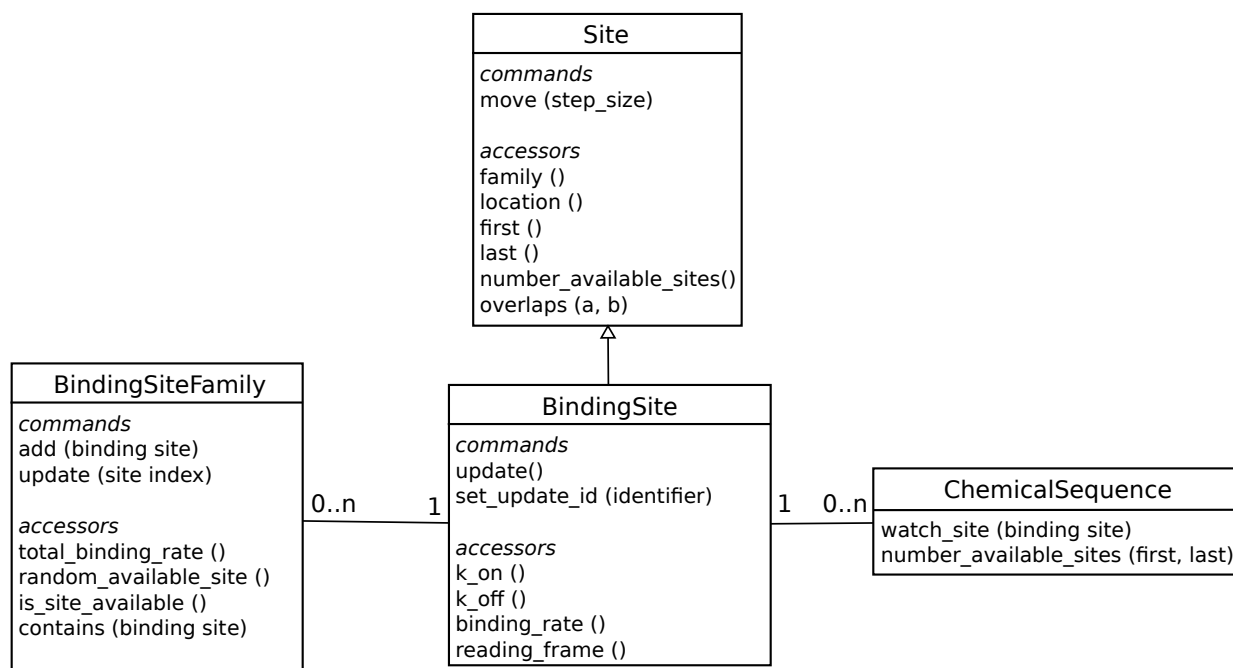 Site
commands
move (step_size)
accessors
family ()
location ()
first ()
last ()
number_available_sites()
overlaps (a, b)
BindingSiteFamily
commands
add (binding site)
update (site index)
accessors
total_binding_rate ()
random_available_site ()
is_site_available ()
contains (binding site)
0..n
1
BindingSite
commands
update()
set_update_id (identifier)
accessors
k_on ()
k_off ()
binding_rate ()
reading_frame ()
1
0..n
ChemicalSequence
watch_site (binding site)
number_available_sites (first, last)